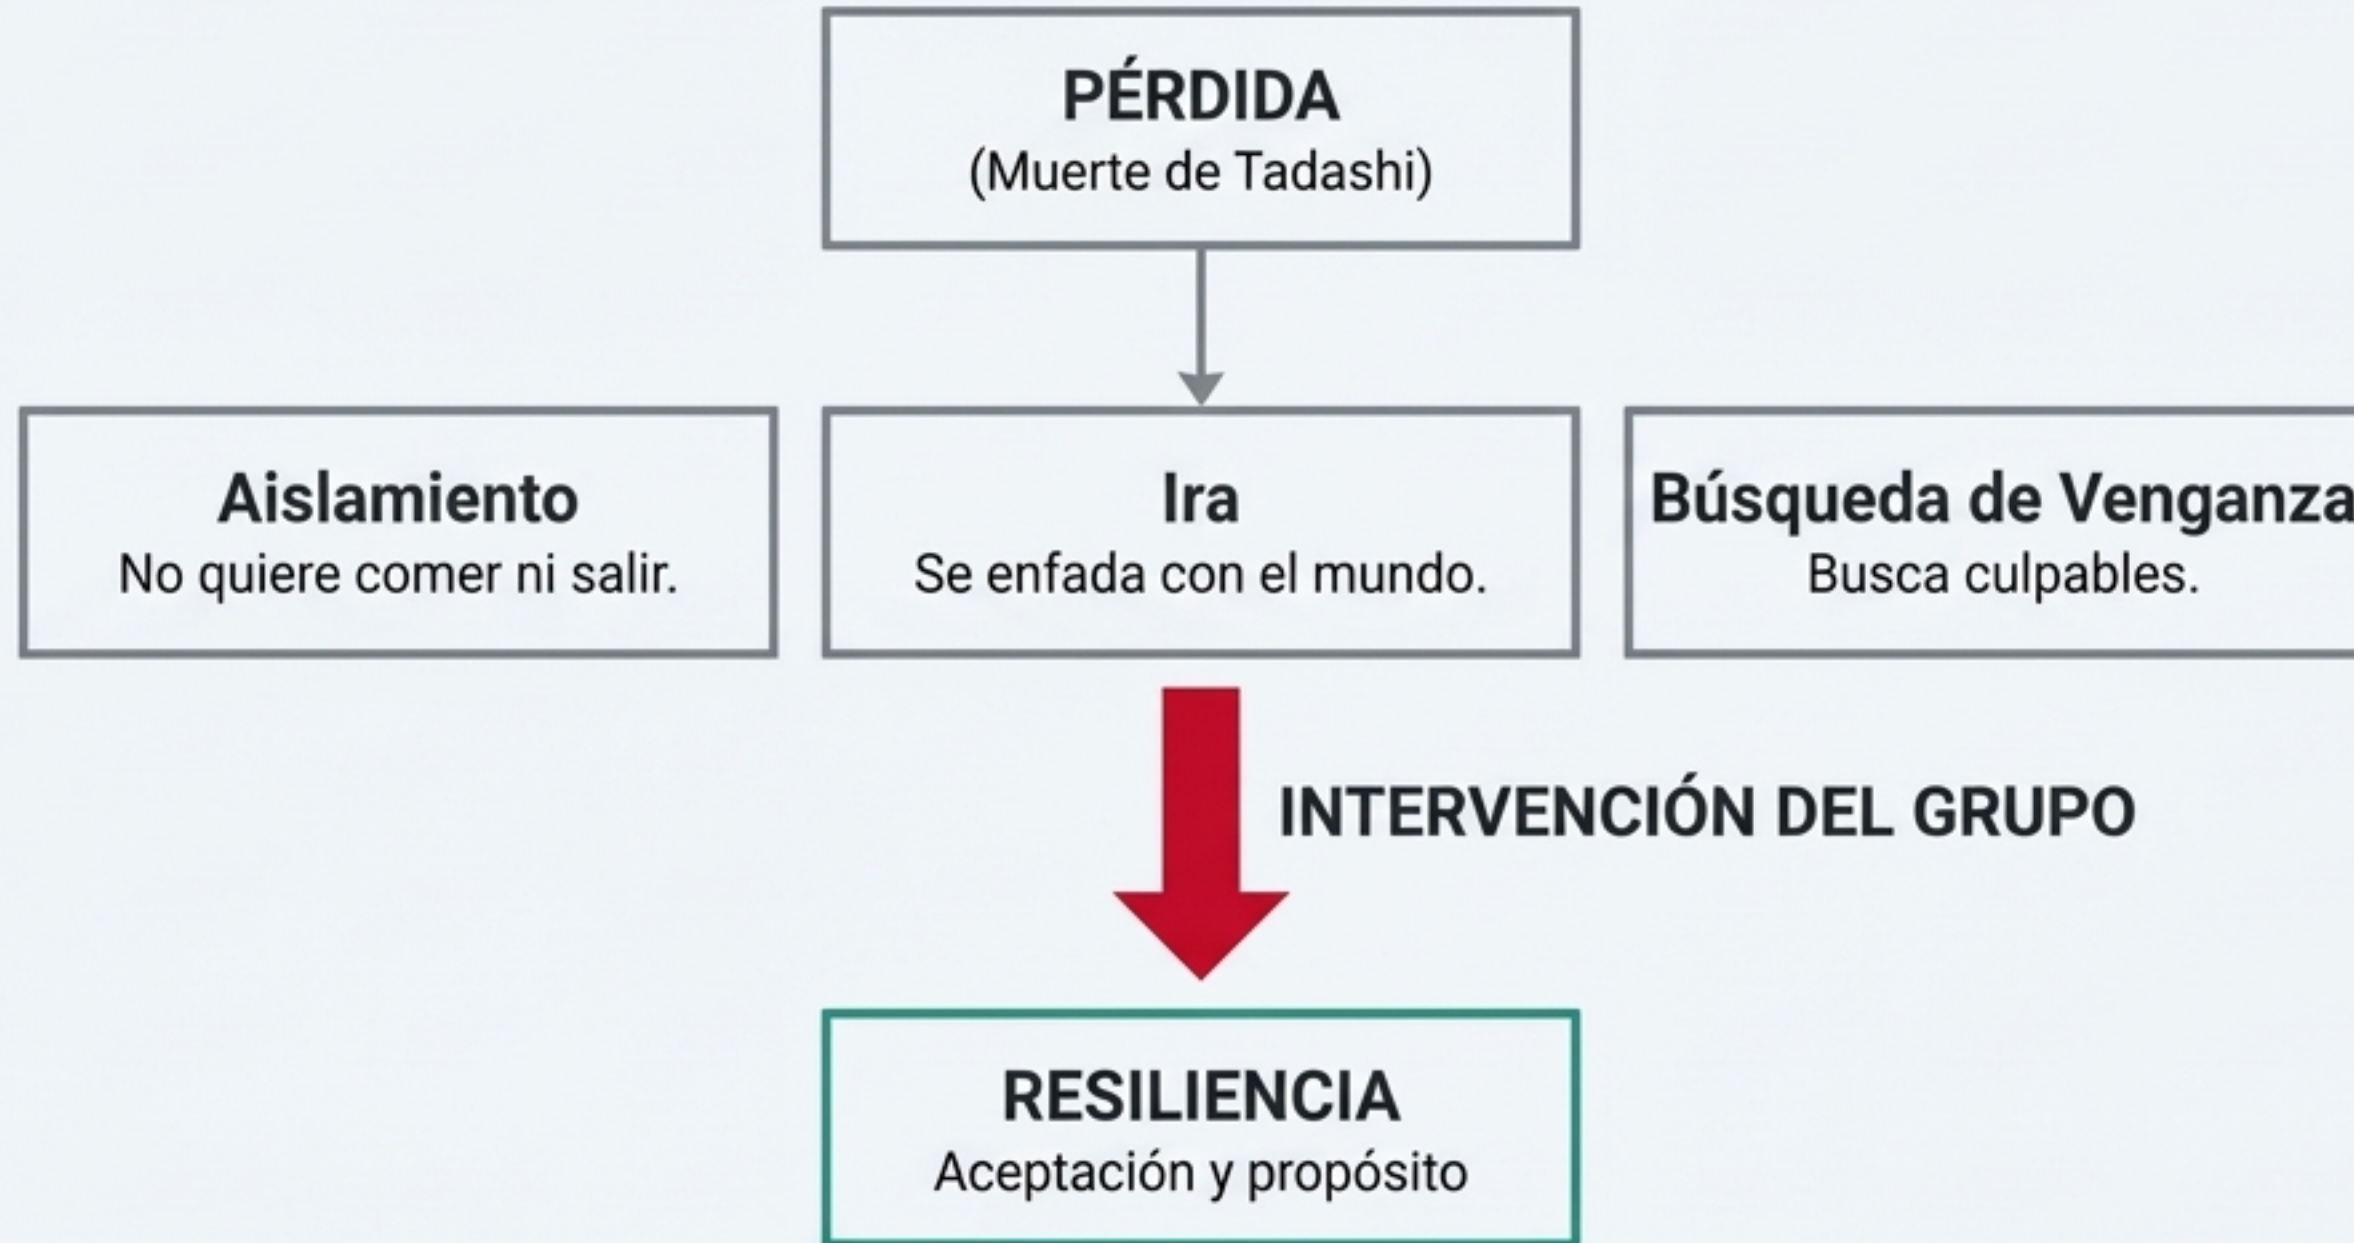 PÉRDIDA
(Muerte de Tadashi)
Aislamiento
No quiere comer ni salir.
Ira
Se enfada con el mundo.
Búsqueda de Venganza
Busca culpables.
INTERVENCIÓN DEL GRUPO
RESILIENCIA
Aceptación y propósito